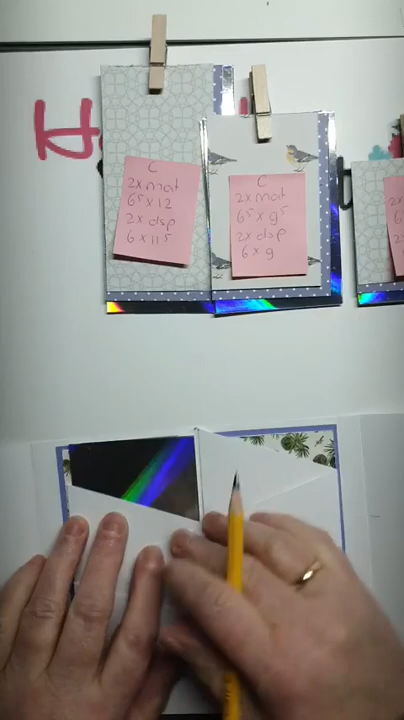 C
2x mat
6⁵ x 12
2x dsp
6 x 11⁵
C
2x mat
6⁵ x 9⁵
2x dsp
6 x 9